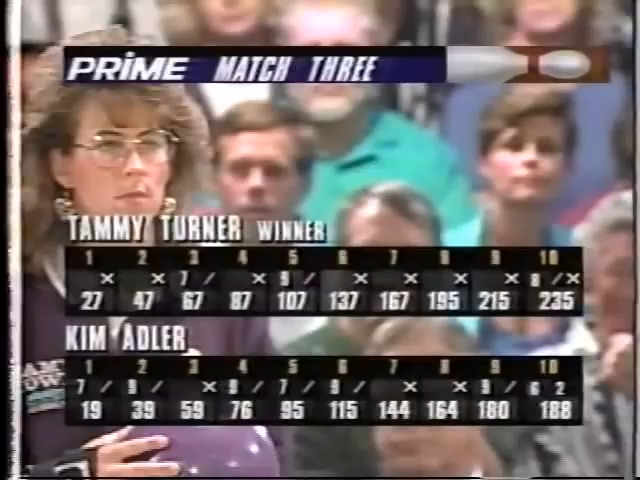 PRiME MATCH THREE
TAMMY TURNER WINNER
1 2 3 4 5 6 7 8 9 10
X X 7 / X 9 / X X X X 8 / X
27 47 67 87 107 137 167 195 215 235
KIM ADLER
1 2 3 4 5 6 7 8 9 10
7 / 9 / X 9 / 7 / 9 / X X 9 / 6 2
19 39 59 76 95 115 144 164 180 188